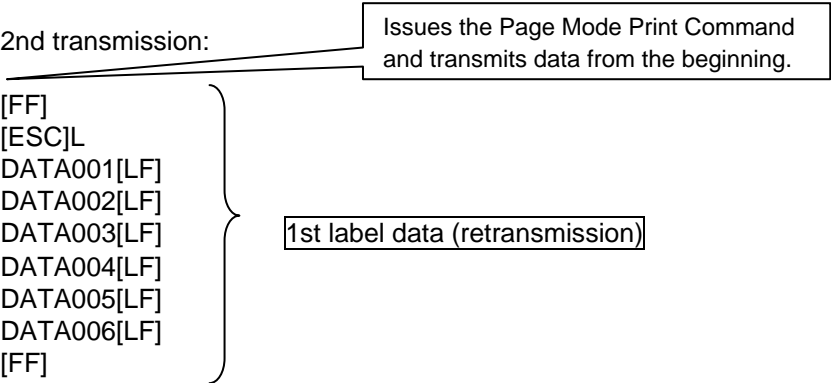 2nd transmission:
Issues the Page Mode Print Command
and transmits data from the beginning.
[FF]
[ESC]L
DATA001[LF]
DATA002[LF]
DATA003[LF]
1st label data (retransmission)
DATA004[LF]
DATA005[LF]
DATA006[LF]
[FF]